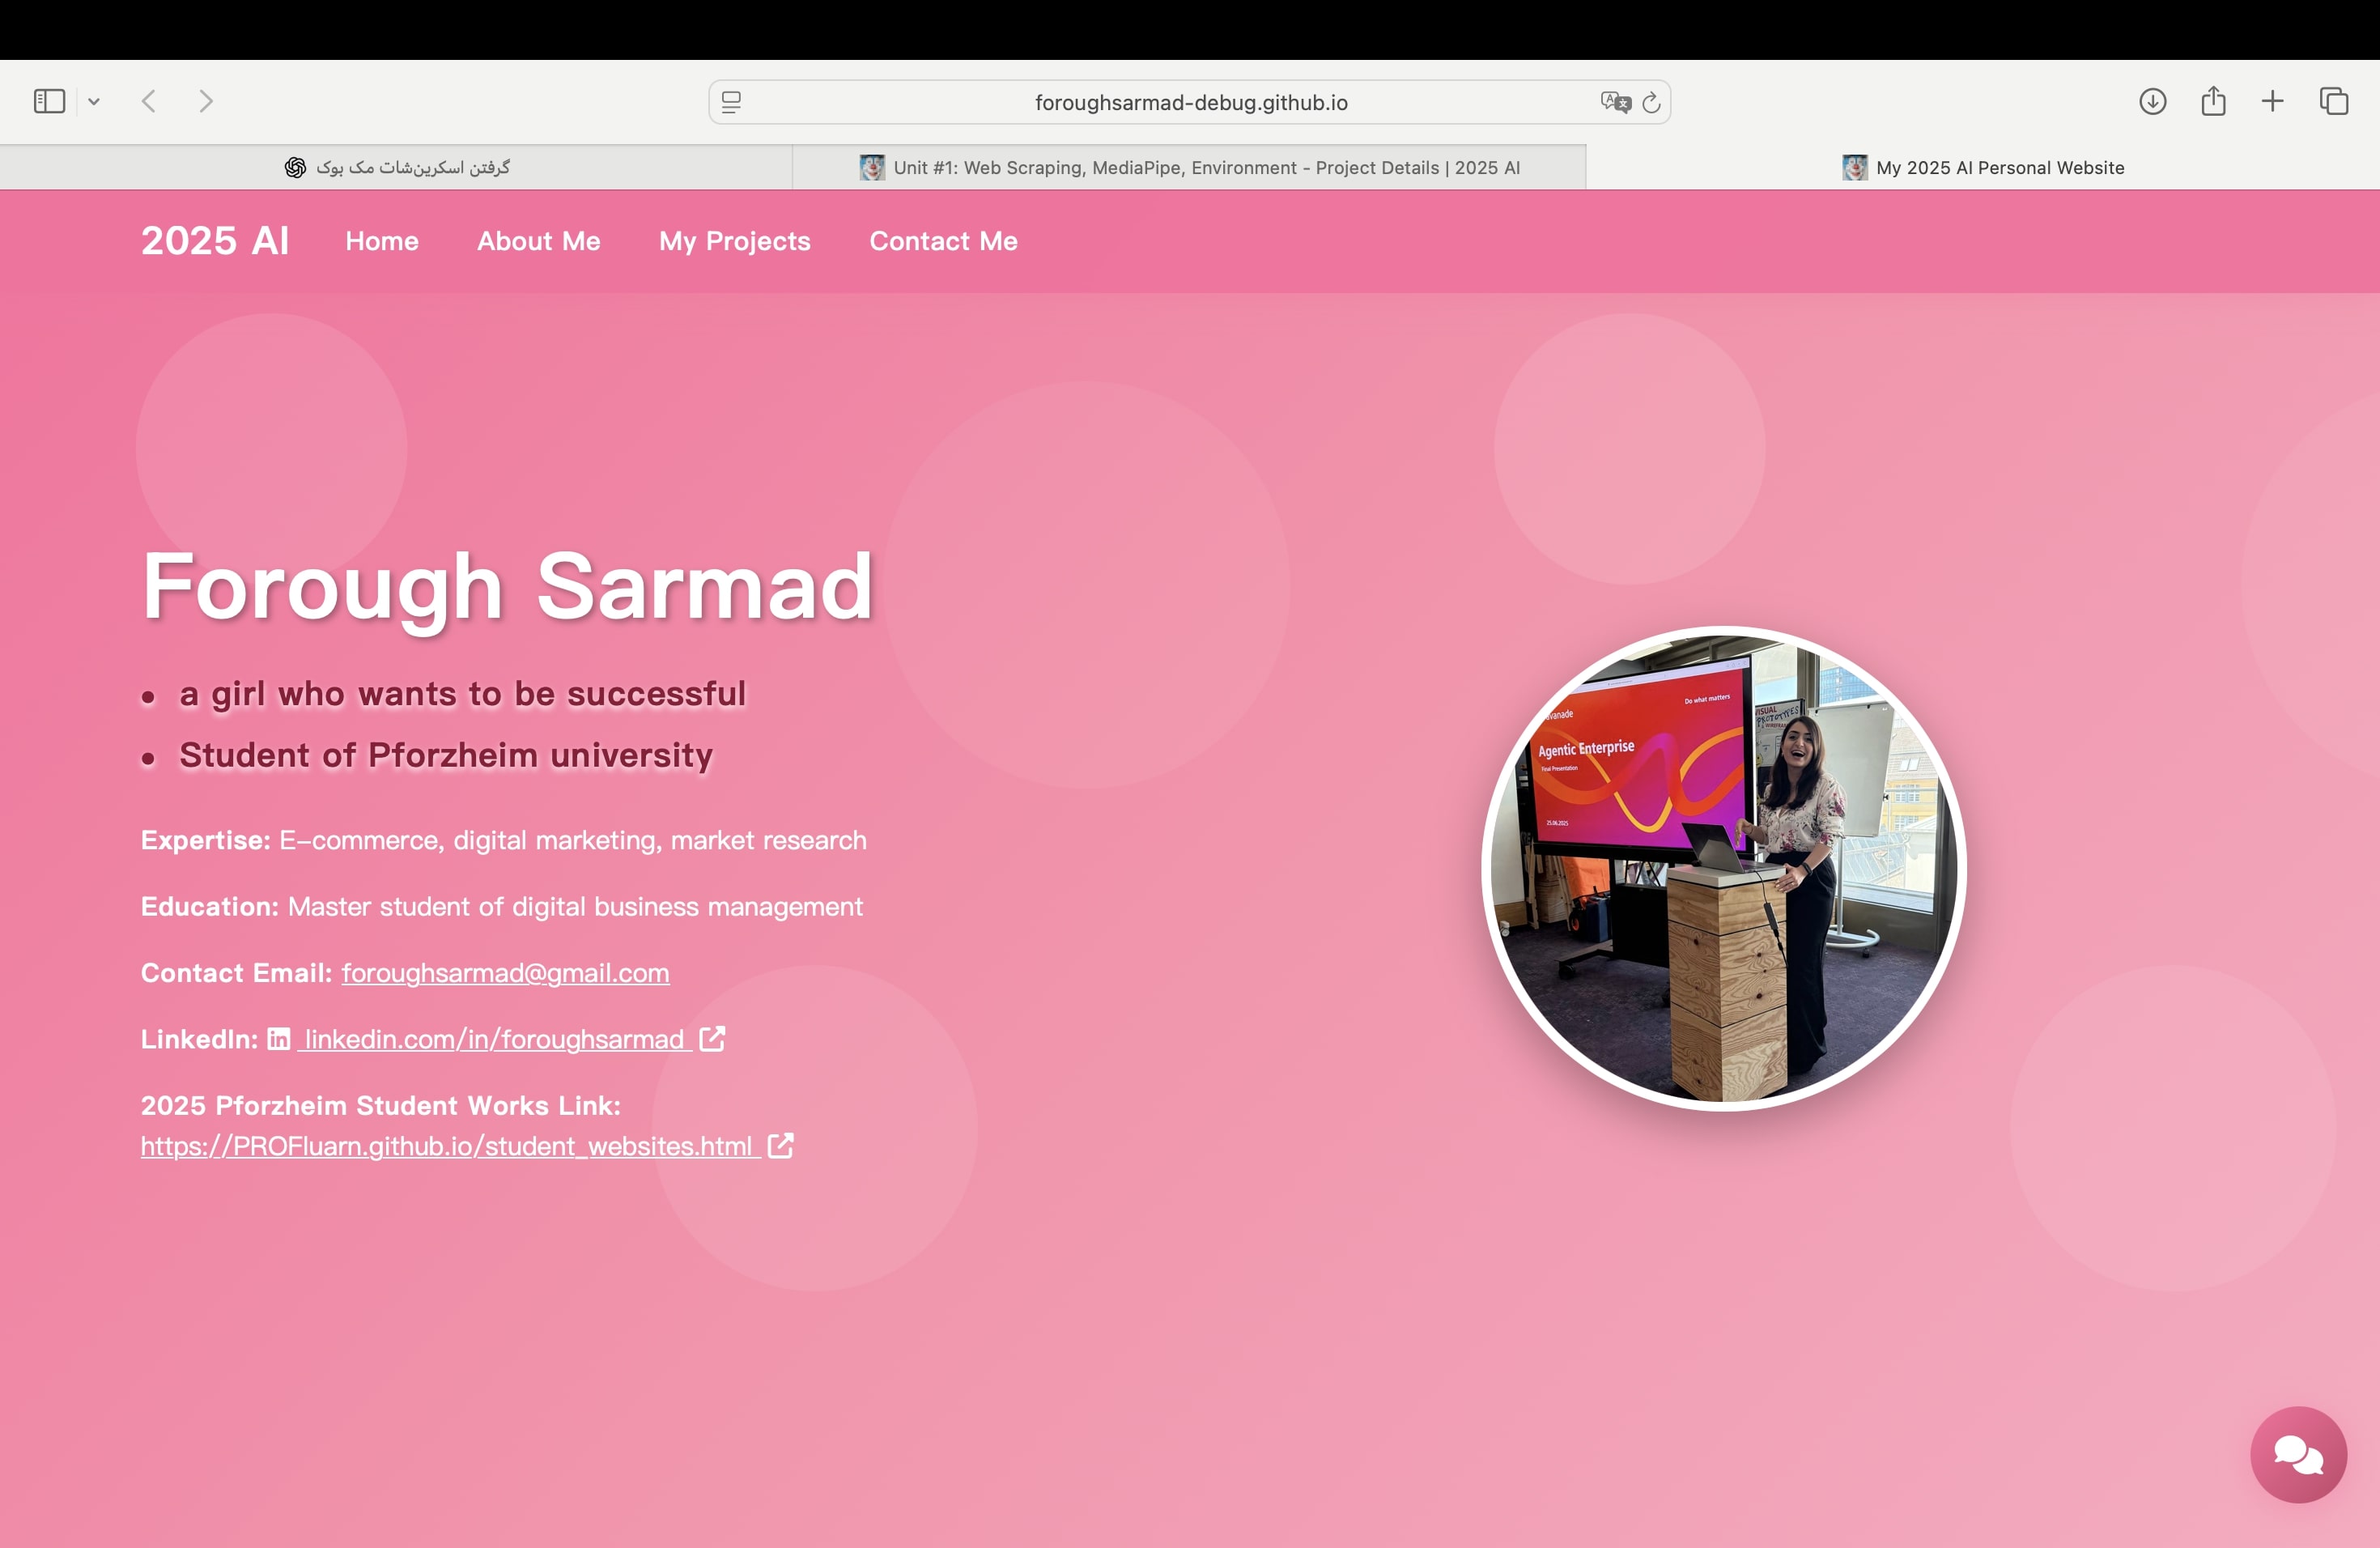 foroughsarmad-debug.github.io
گرفتن اسکرین‌شات مک بوک
Unit #1: Web Scraping, MediaPipe, Environment - Project Details | 2025 AI
My 2025 AI Personal Website
2025 AI
Home
About Me
My Projects
Contact Me
Forough Sarmad
• a girl who wants to be successful
• Student of Pforzheim university
Expertise: E-commerce, digital marketing, market research
Education: Master student of digital business management
Contact Email: foroughsarmad@gmail.com
LinkedIn: in linkedin.com/in/foroughsarmad
2025 Pforzheim Student Works Link:
https://PROFluarn.github.io/student_websites.html
Do what matters
Agentic Enterprise
Final Presentation
25.06.2025
VISUAL
PROTOTYPES